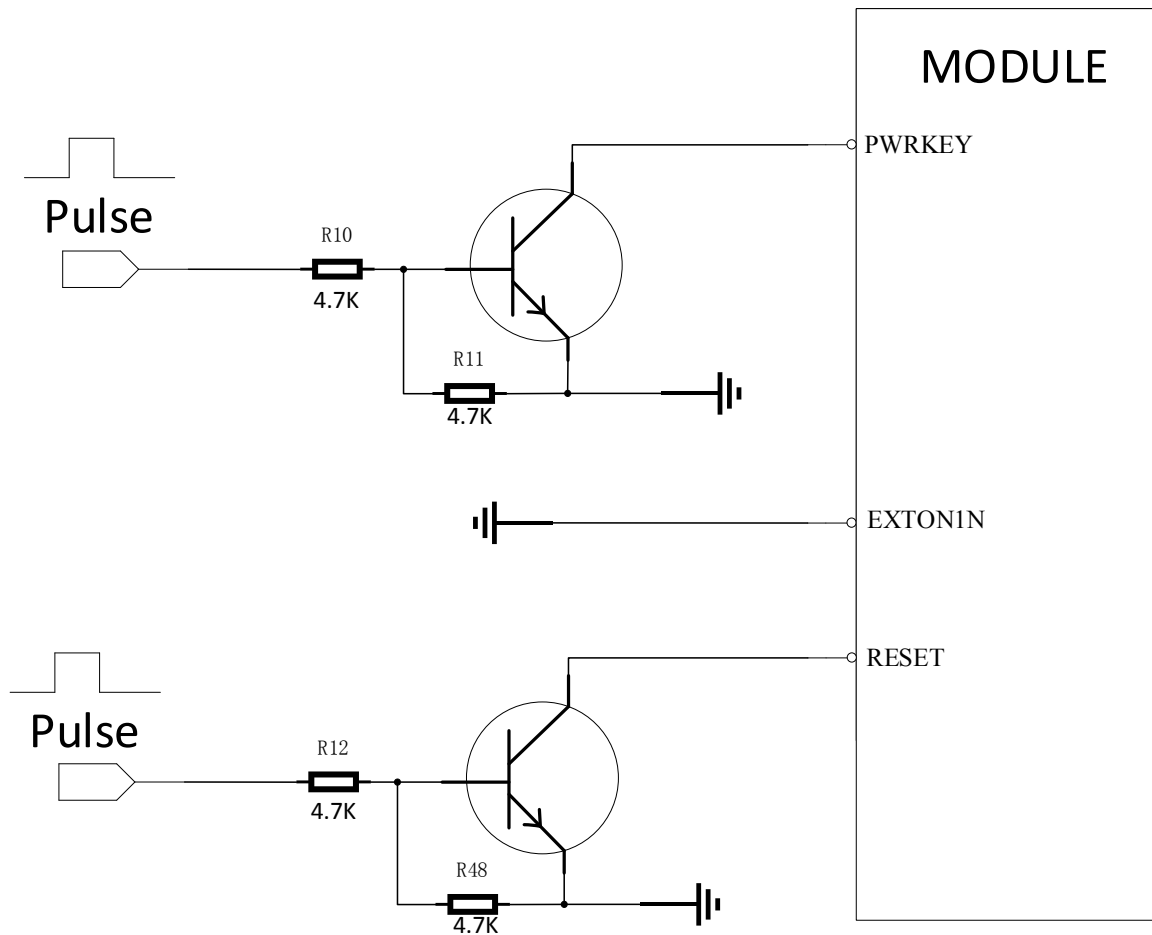 MODULE
PWRKEY
Pulse
R10
4.7K
R11
4.7K
EXTON1N
RESET
Pulse
R12
4.7K
R48
4.7K